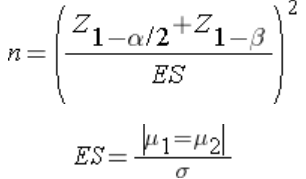 n = ( (Z_{1−α/2} + Z_{1−β}) / ES )^2
ES = |μ_1 = μ_2| / σ